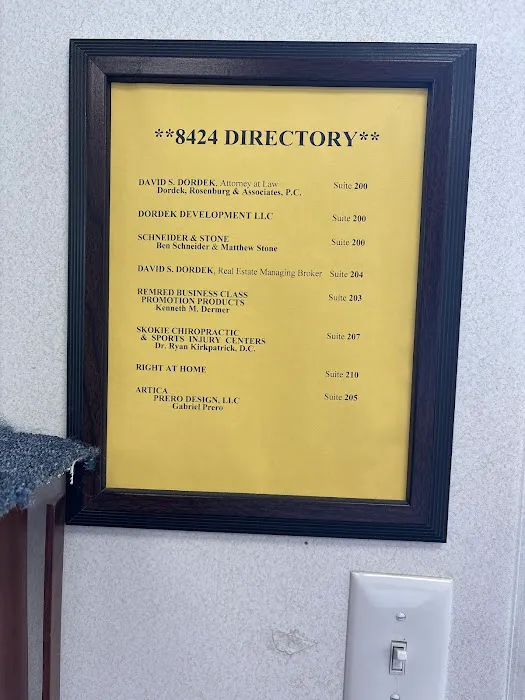 **8424 DIRECTORY**
DAVID S. DORDEK, Attorney at Law Suite 200
Dordek, Rosenburg & Associates, P.C.
DORDEK DEVELOPMENT LLC Suite 200
SCHNEIDER & STONE Suite 200
Ben Schneider & Matthew Stone
DAVID S. DORDEK, Real Estate Managing Broker Suite 204
REMRED BUSINESS CLASS Suite 203
PROMOTION PRODUCTS
Kenneth M. Dermer
SKOKIE CHIROPRACTIC Suite 207
& SPORTS INJURY CENTERS
Dr. Ryan Kirkpatrick, D.C.
RIGHT AT HOME Suite 210
ARTICA Suite 205
PRERO DESIGN, LLC
Gabriel Prero